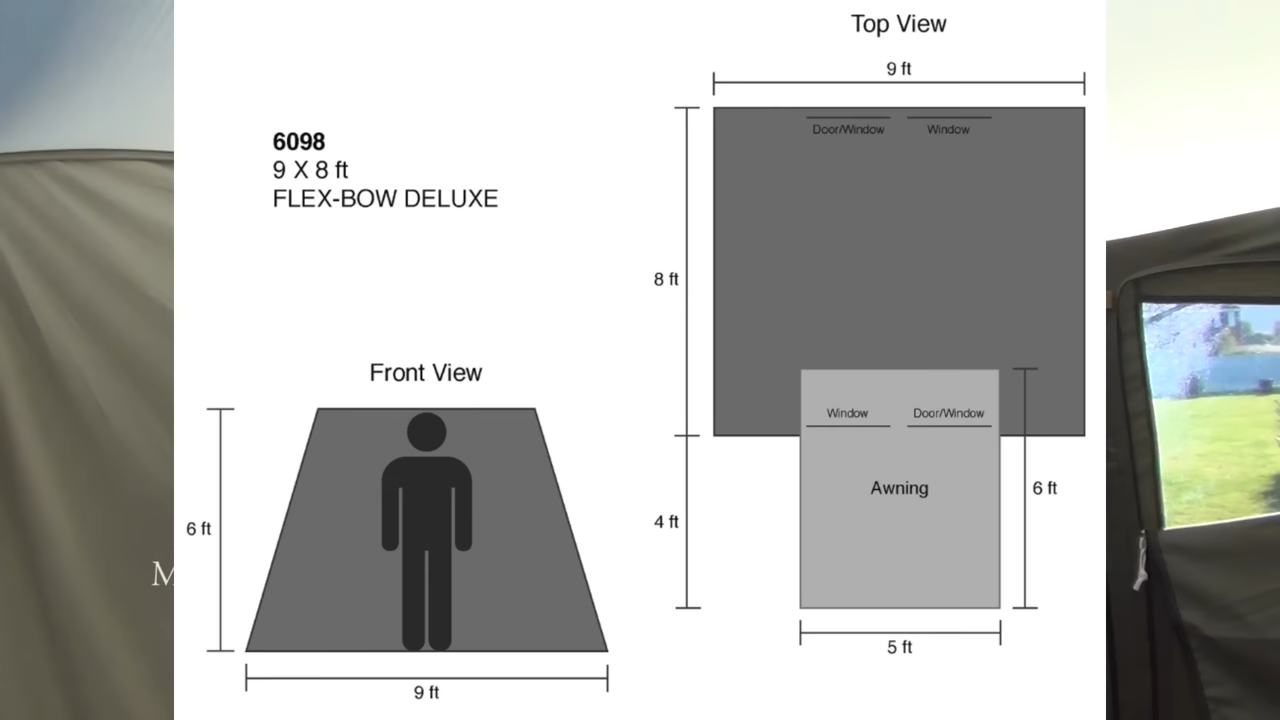 6098
9 X 8 ft
FLEX-BOW DELUXE
Front View
6 ft
9 ft
Top View
9 ft
Door/Window Window
8 ft
Window Door/Window
Awning
6 ft
4 ft
5 ft
M